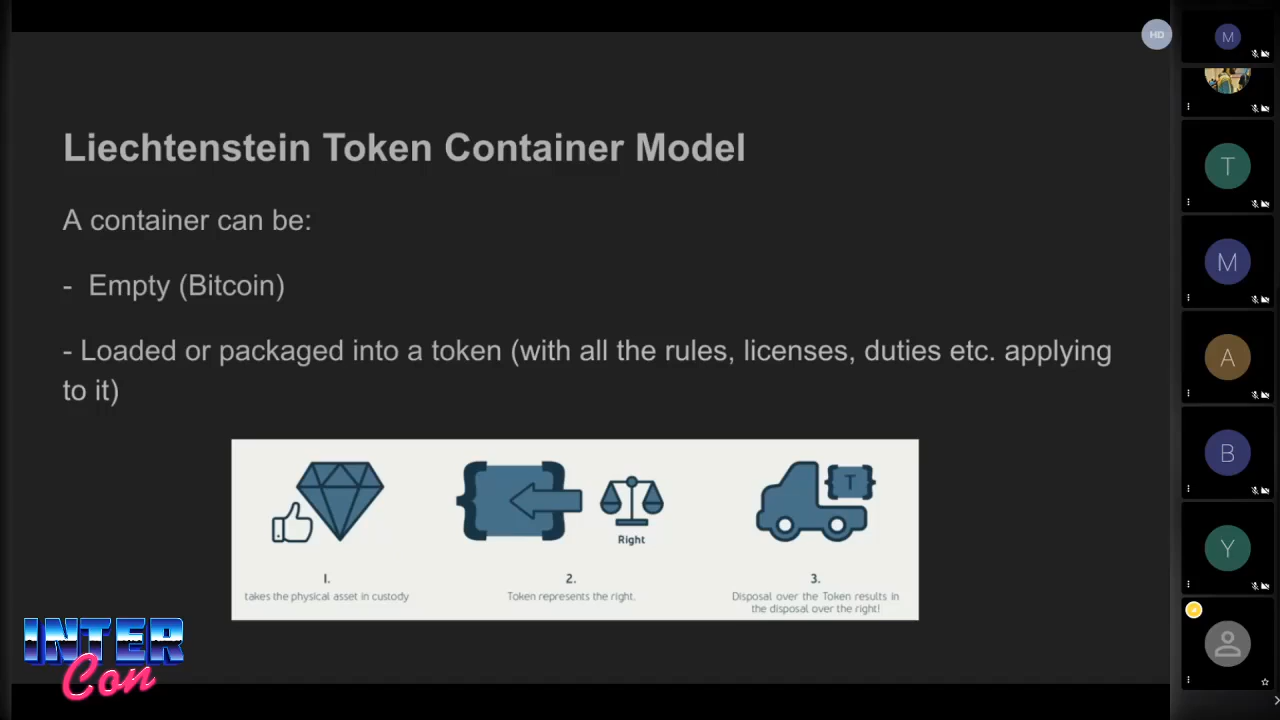 HD
Liechtenstein Token Container Model
A container can be:
- Empty (Bitcoin)
- Loaded or packaged into a token (with all the rules, licenses, duties etc. applying
to it)
T
Right
1.
takes the physical asset in custody
2.
Token represents the right.
3.
Disposal over the Token results in
the disposal over the right!
INTER
Con
M
T
M
A
B
Y